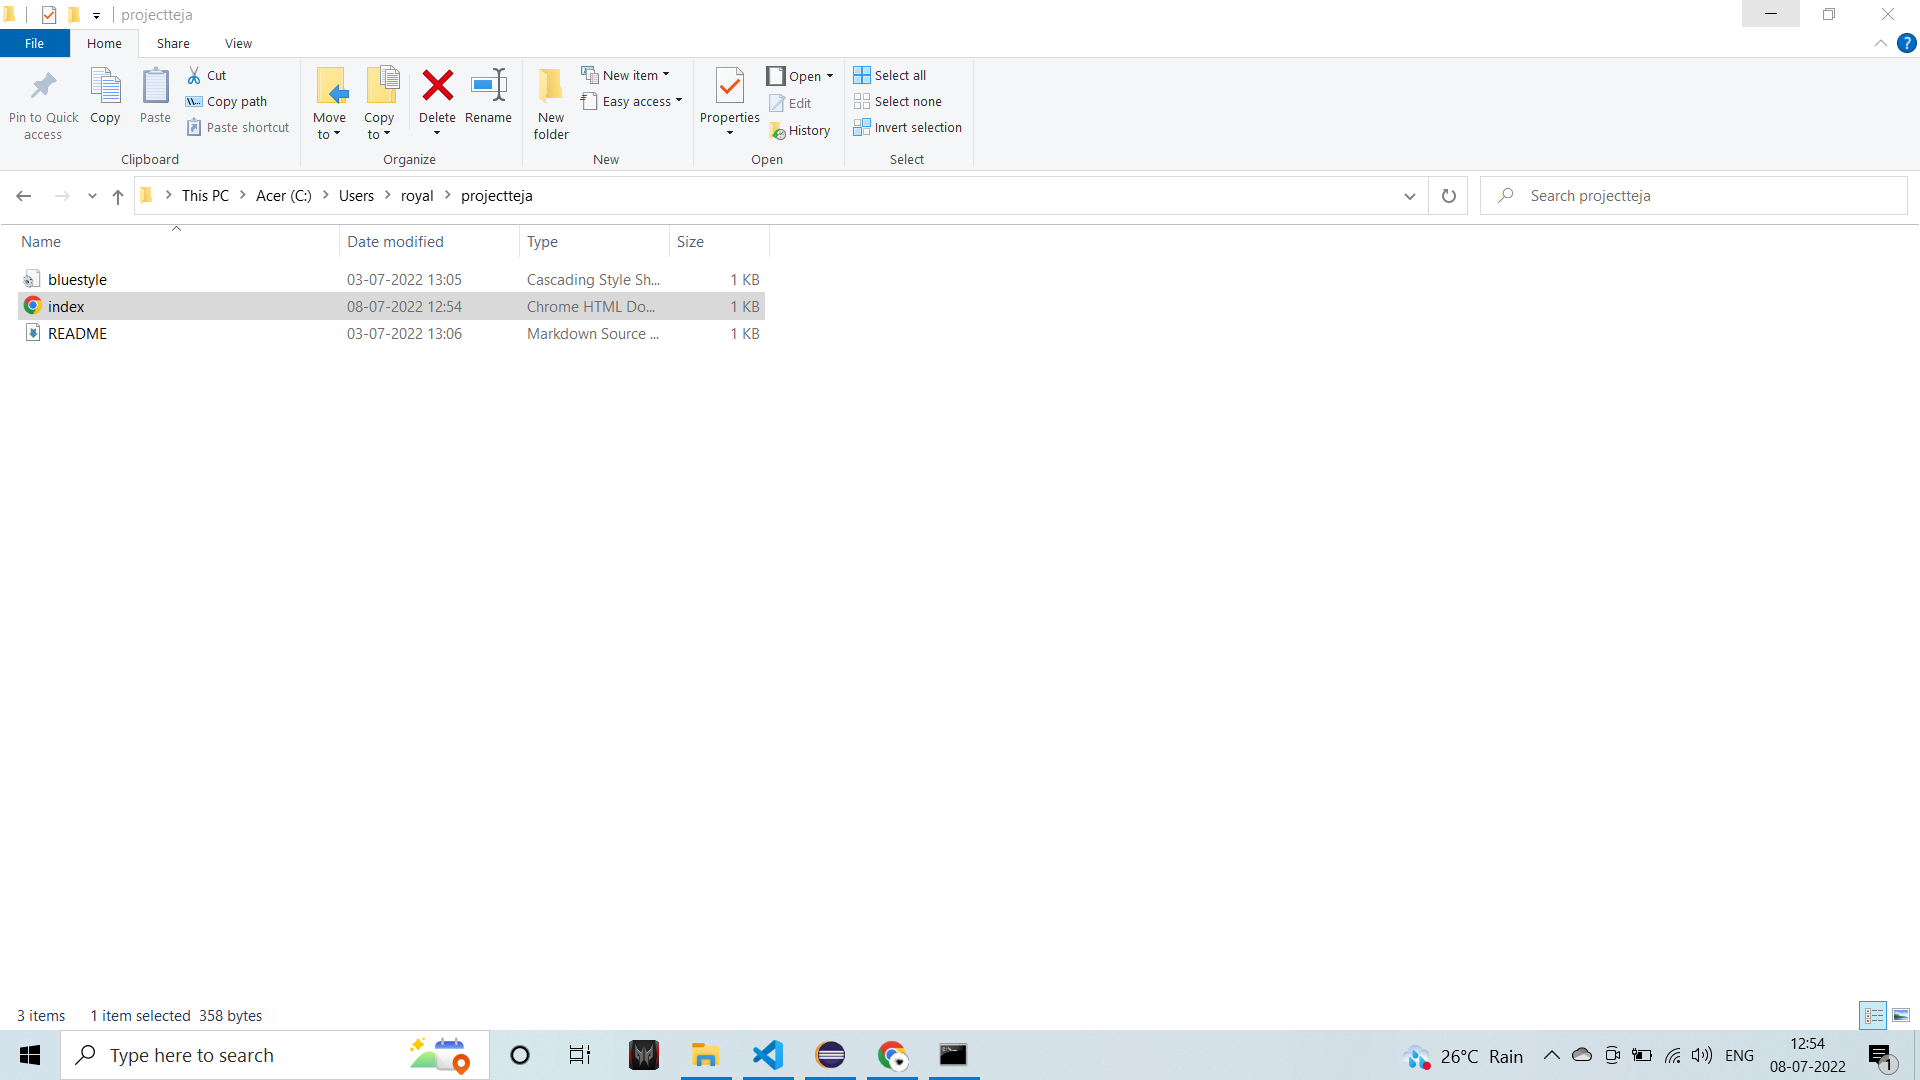 projectteja
File Home Share View
Pin to Quick access
Copy
Paste
Cut
Copy path
Paste shortcut
Clipboard
Move to
Copy to
Delete
Rename
Organize
New folder
New item
Easy access
New
Properties
Open
Edit
History
Open
Select all
Select none
Invert selection
Select
This PC Acer (C:) Users royal projectteja
Search projectteja
Name Date modified Type Size
bluestyle 03-07-2022 13:05 Cascading Style Sh... 1 KB
index 08-07-2022 12:54 Chrome HTML Do... 1 KB
README 03-07-2022 13:06 Markdown Source ... 1 KB
3 items 1 item selected 358 bytes
Type here to search
26°C Rain
ENG
12:54
08-07-2022
1